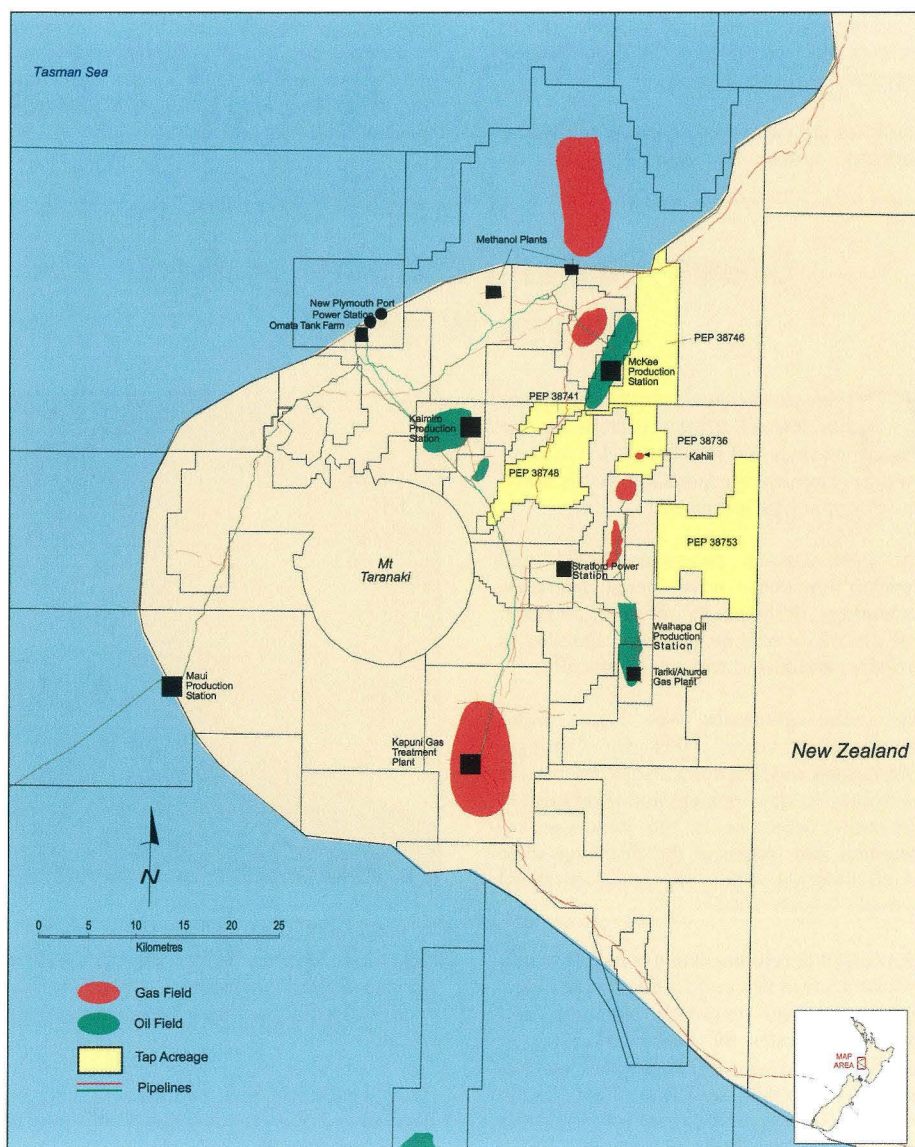 Tasman Sea
Methanol Plants
New Plymouth Port
Power Station
Omata Tank Farm
PEP 38746
McKee
Production
Station
PEP 38741
Kaimiro
Production
Station
PEP 38736
Kahili
PEP 38748
PEP 38753
Mt
Taranaki
Stratford Power
Station
Waihapa Oil
Production
Station
Tariki/Ahuroa
Gas Plant
Maui
Production
Station
Kapuni Gas
Treatment
Plant
New Zealand
N
0 5 10 15 20 25
Kilometres
Gas Field
Oil Field
Tap Acreage
Pipelines
MAP
AREA